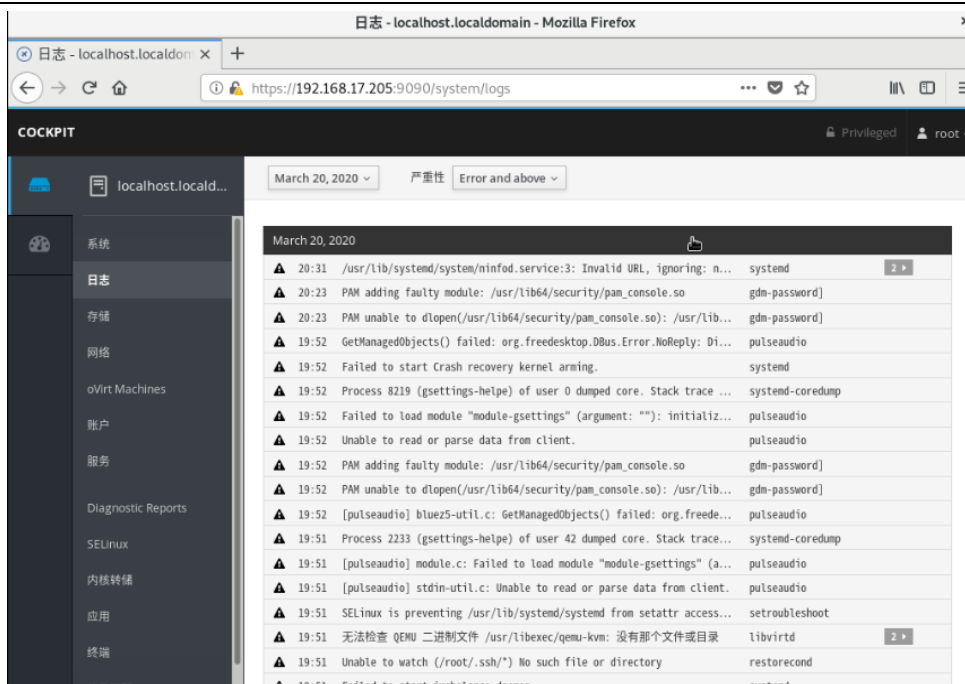 日志 - localhost.localdomain - Mozilla Firefox
日志 - localhost.localdom
https://192.168.17.205:9090/system/logs
COCKPIT
Privileged
root
localhost.locald...
March 20, 2020
严重性
Error and above
系统
日志
存储
网络
oVirt Machines
账户
服务
Diagnostic Reports
SELinux
内核转储
应用
终端
March 20, 2020
20:31 /usr/lib/systemd/system/ninfod.service:3: Invalid URL, ignoring: n... systemd 2
20:23 PAM adding faulty module: /usr/lib64/security/pam_console.so gdm-password]
20:23 PAM unable to dlopen(/usr/lib64/security/pam_console.so): /usr/lib... gdm-password]
19:52 GetManagedObjects() failed: org.freedesktop.DBus.Error.NoReply: Di... pulseaudio
19:52 Failed to start Crash recovery kernel arming. systemd
19:52 Process 8219 (gsettings-helpe) of user 0 dumped core. Stack trace ... systemd-coredump
19:52 Failed to load module "module-gsettings" (argument: ""): initializ... pulseaudio
19:52 Unable to read or parse data from client. pulseaudio
19:52 PAM adding faulty module: /usr/lib64/security/pam_console.so gdm-password]
19:52 PAM unable to dlopen(/usr/lib64/security/pam_console.so): /usr/lib... gdm-password]
19:52 [pulseaudio] bluez5-util.c: GetManagedObjects() failed: org.freede... pulseaudio
19:51 Process 2233 (gsettings-helpe) of user 42 dumped core. Stack trace... systemd-coredump
19:51 [pulseaudio] module.c: Failed to load module "module-gsettings" (a... pulseaudio
19:51 [pulseaudio] stdin-util.c: Unable to read or parse data from client. pulseaudio
19:51 SELinux is preventing /usr/lib/systemd/systemd from setattr access... setroubleshoot
19:51 无法检查 QEMU 二进制文件 /usr/libexec/qemu-kvm: 没有那个文件或目录 libvirtd 2
19:51 Unable to watch (/root/.ssh/*) No such file or directory restorecond